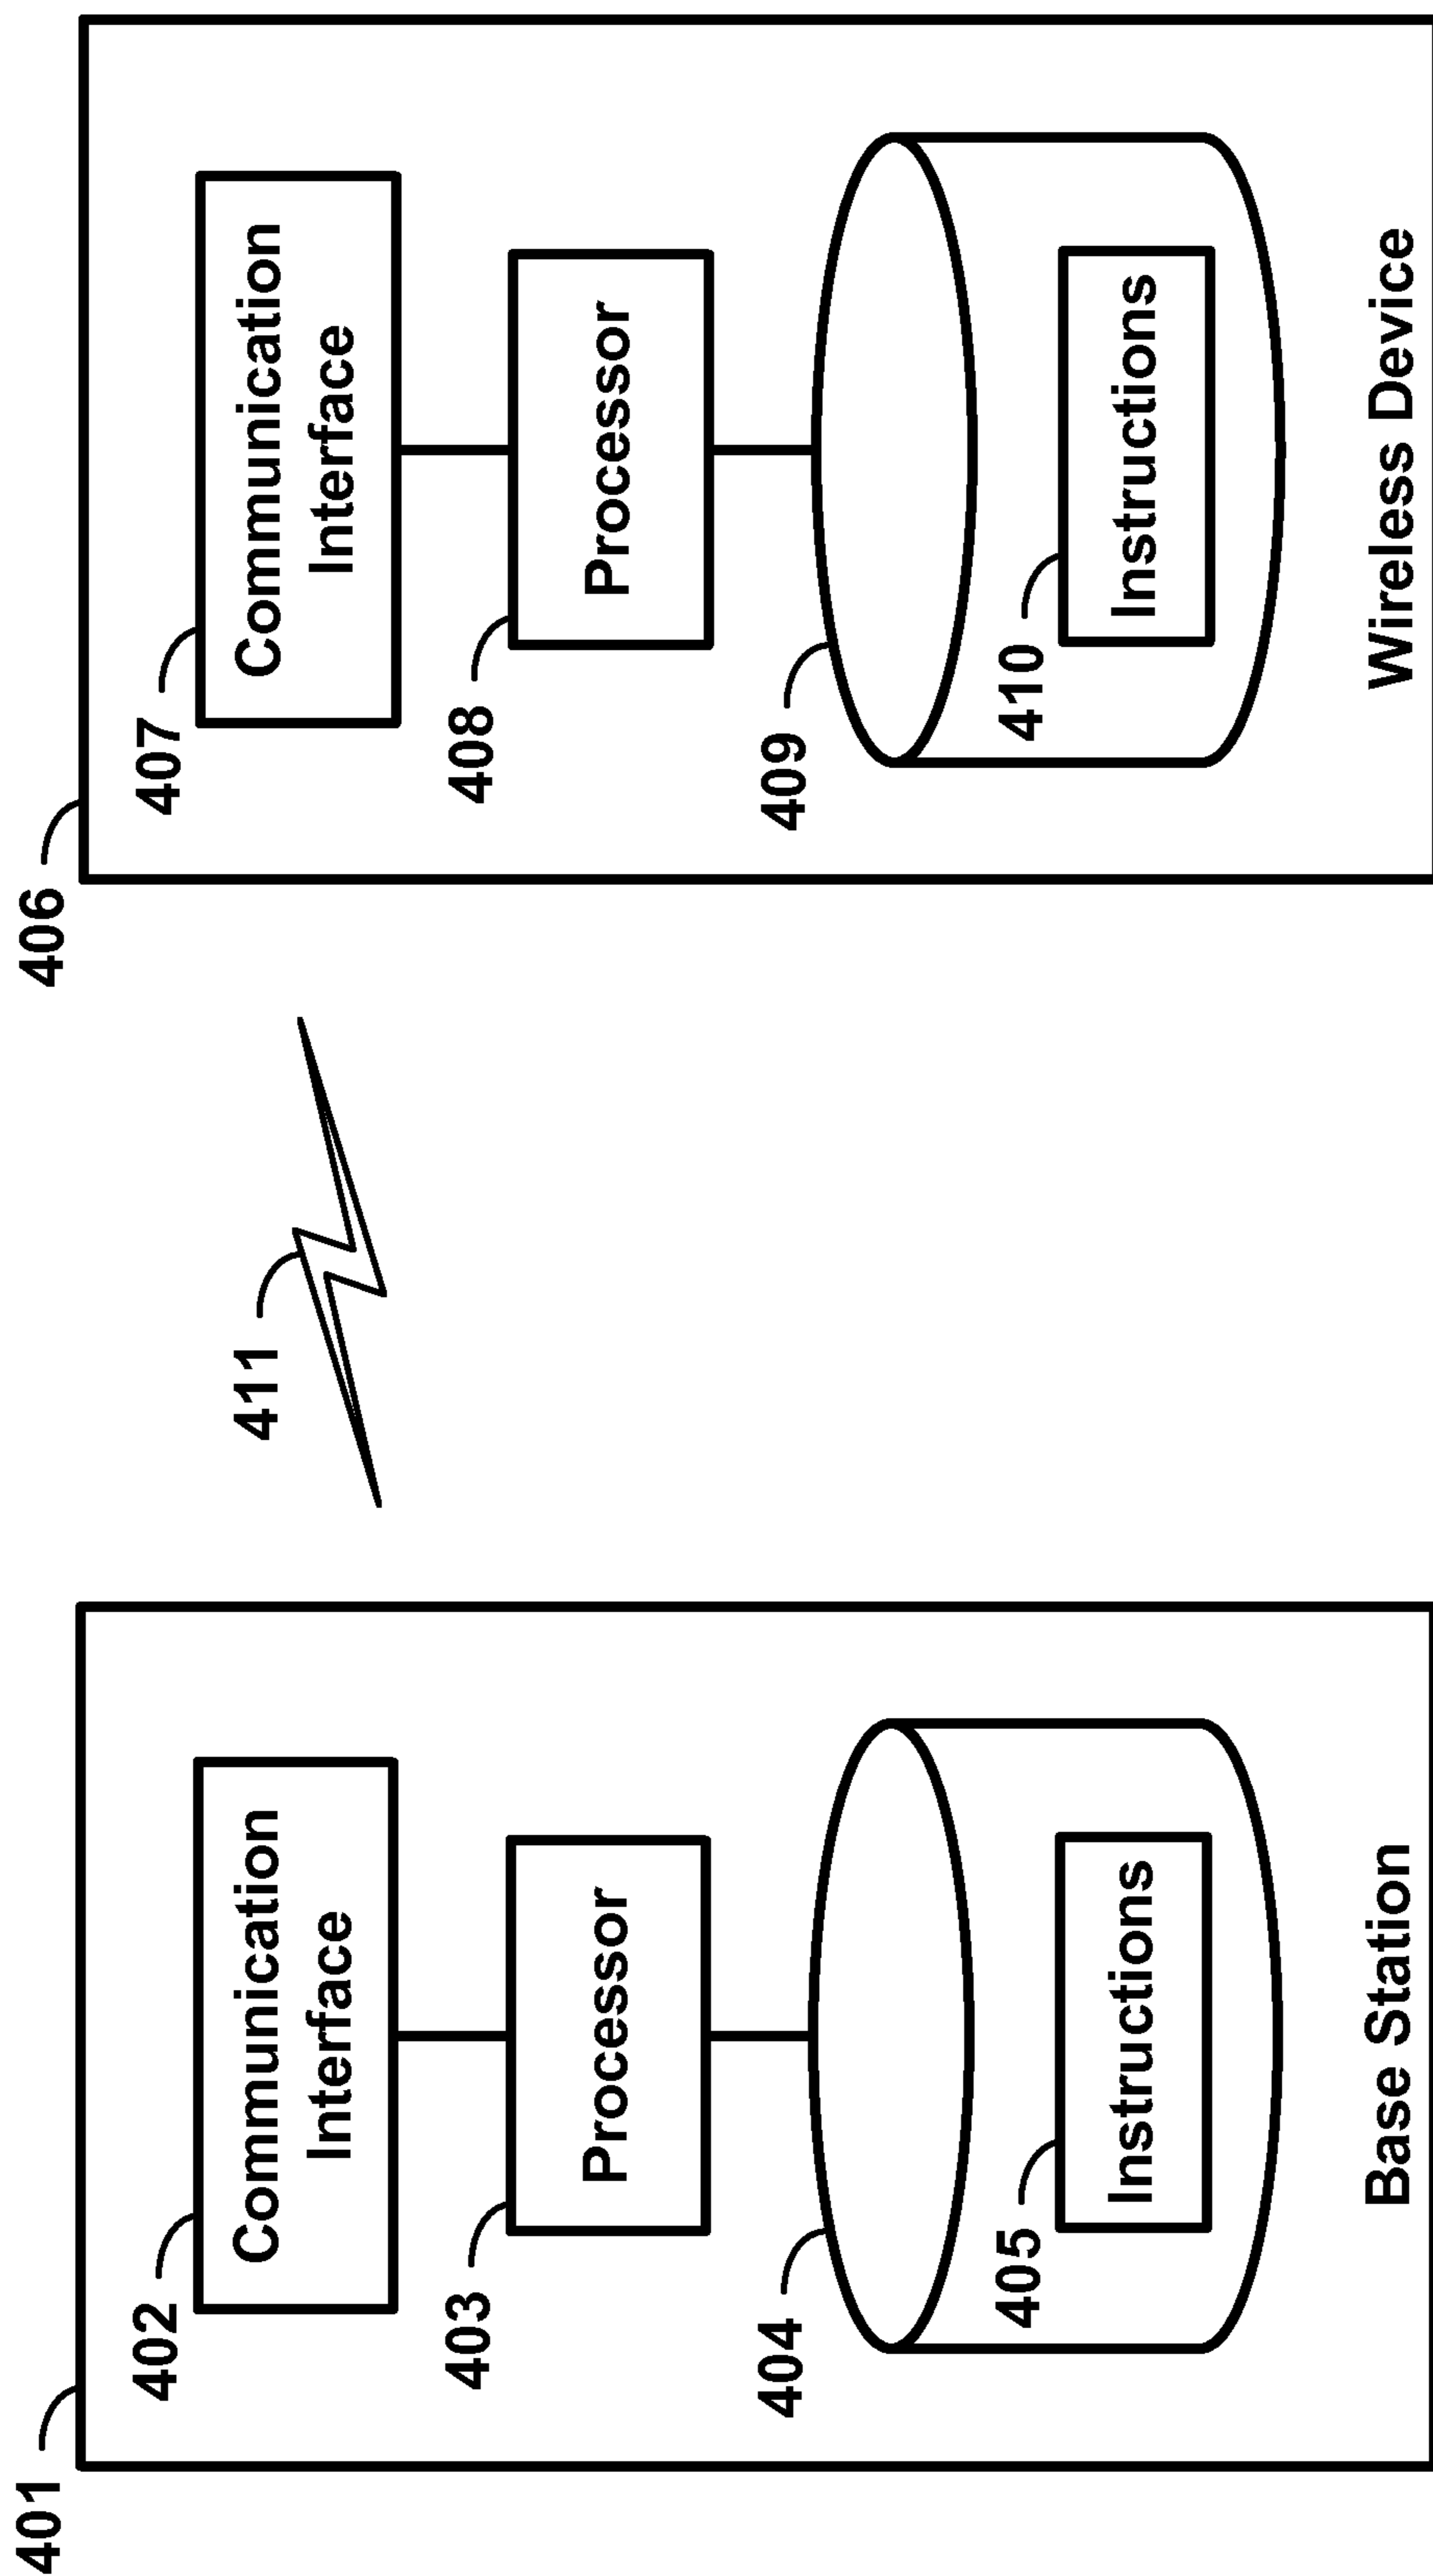 401
402
Communication
Interface
403
Processor
404
405
Instructions
Base Station
411
406
407
Communication
Interface
408
Processor
409
410
Instructions
Wireless Device